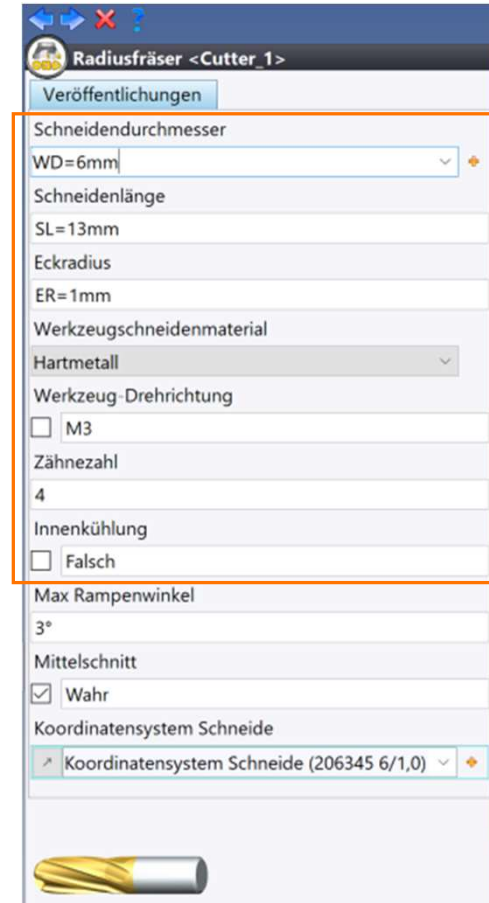 ?
Radiusfräser <Cutter_1>
Veröffentlichungen
Schneidendurchmesser
WD=6mm
Schneidenlänge
SL=13mm
Eckradius
ER=1mm
Werkzeugschneidenmaterial
Hartmetall
Werkzeug-Drehrichtung
M3
Zähnezahl
4
Innenkühlung
Falsch
Max Rampenwinkel
3°
Mittelschnitt
Wahr
Koordinatensystem Schneide
Koordinatensystem Schneide (206345 6/1,0)